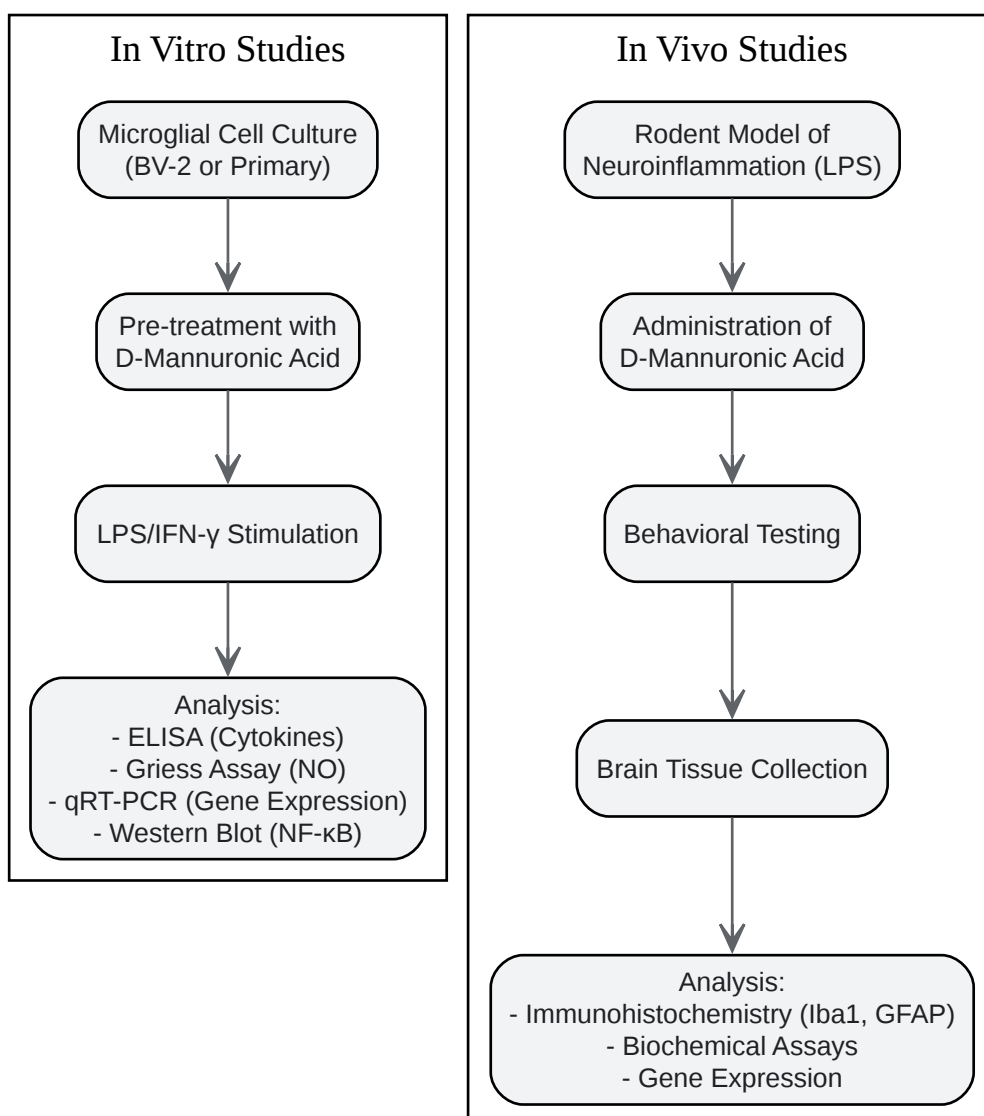 In Vitro Studies
Microglial Cell Culture
(BV-2 or Primary)
Pre-treatment with
D-Mannuronic Acid
LPS/IFN-γ Stimulation
Analysis:
- ELISA (Cytokines)
- Griess Assay (NO)
- qRT-PCR (Gene Expression)
- Western Blot (NF-κB)
In Vivo Studies
Rodent Model of
Neuroinflammation (LPS)
Administration of
D-Mannuronic Acid
Behavioral Testing
Brain Tissue Collection
Analysis:
- Immunohistochemistry (Iba1, GFAP)
- Biochemical Assays
- Gene Expression